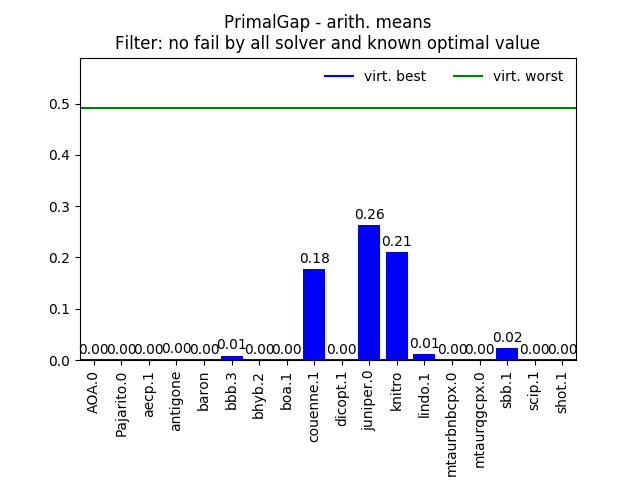 PrimalGap - arith. means
Filter: no fail by all solver and known optimal value
virt. best
virt. worst
0.5
0.4
0.3
0.2
0.1
0.0
0.00
0.00
0.00
0.00
0.00
0.01
0.00
0.00
0.18
0.00
0.26
0.21
0.01
0.00
0.00
0.02
0.00
0.00
AOA.0
Pajarito.0
aecp.1
antigone
baron
bbb.3
bhyb.2
boa.1
couenne.1
dicopt.1
juniper.0
knitro
lindo.1
mtaurbnbcpx.0
mtaurqgcpx.0
sbb.1
scip.1
shot.1